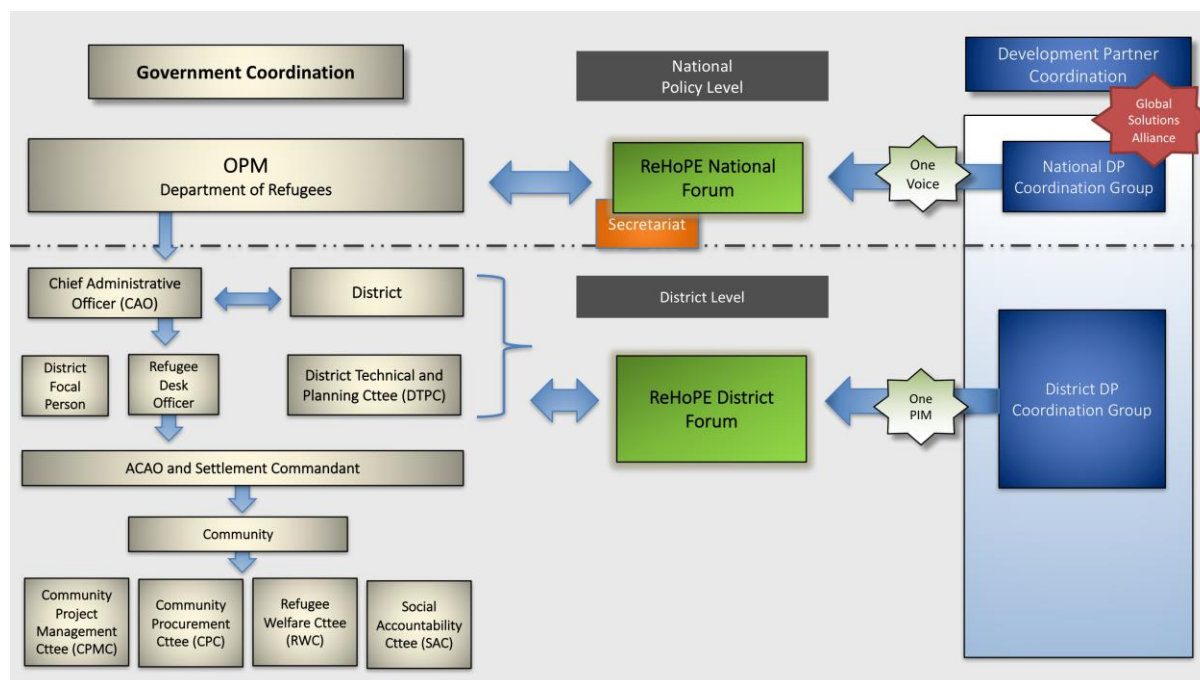 Government Coordination
National
Policy Level
Development Partner
Coordination
Global
Solutions
Alliance
OPM
Department of Refugees
ReHoPE National
Forum
Secretariat
One
Voice
National DP
Coordination Group
Chief Administrative
Officer (CAO)
District
District Level
District
Focal
Person
Refugee
Desk
Officer
District Technical and
Planning Cttee (DTPC)
ReHoPE District
Forum
One
PIM
District DP
Coordination Group
ACAO and Settlement Commandant
Community
Community
Project
Management
Cttee (CPMC)
Community
Procurement
Cttee (CPC)
Refugee
Welfare Cttee
(RWC)
Social
Accountability
Cttee (SAC)